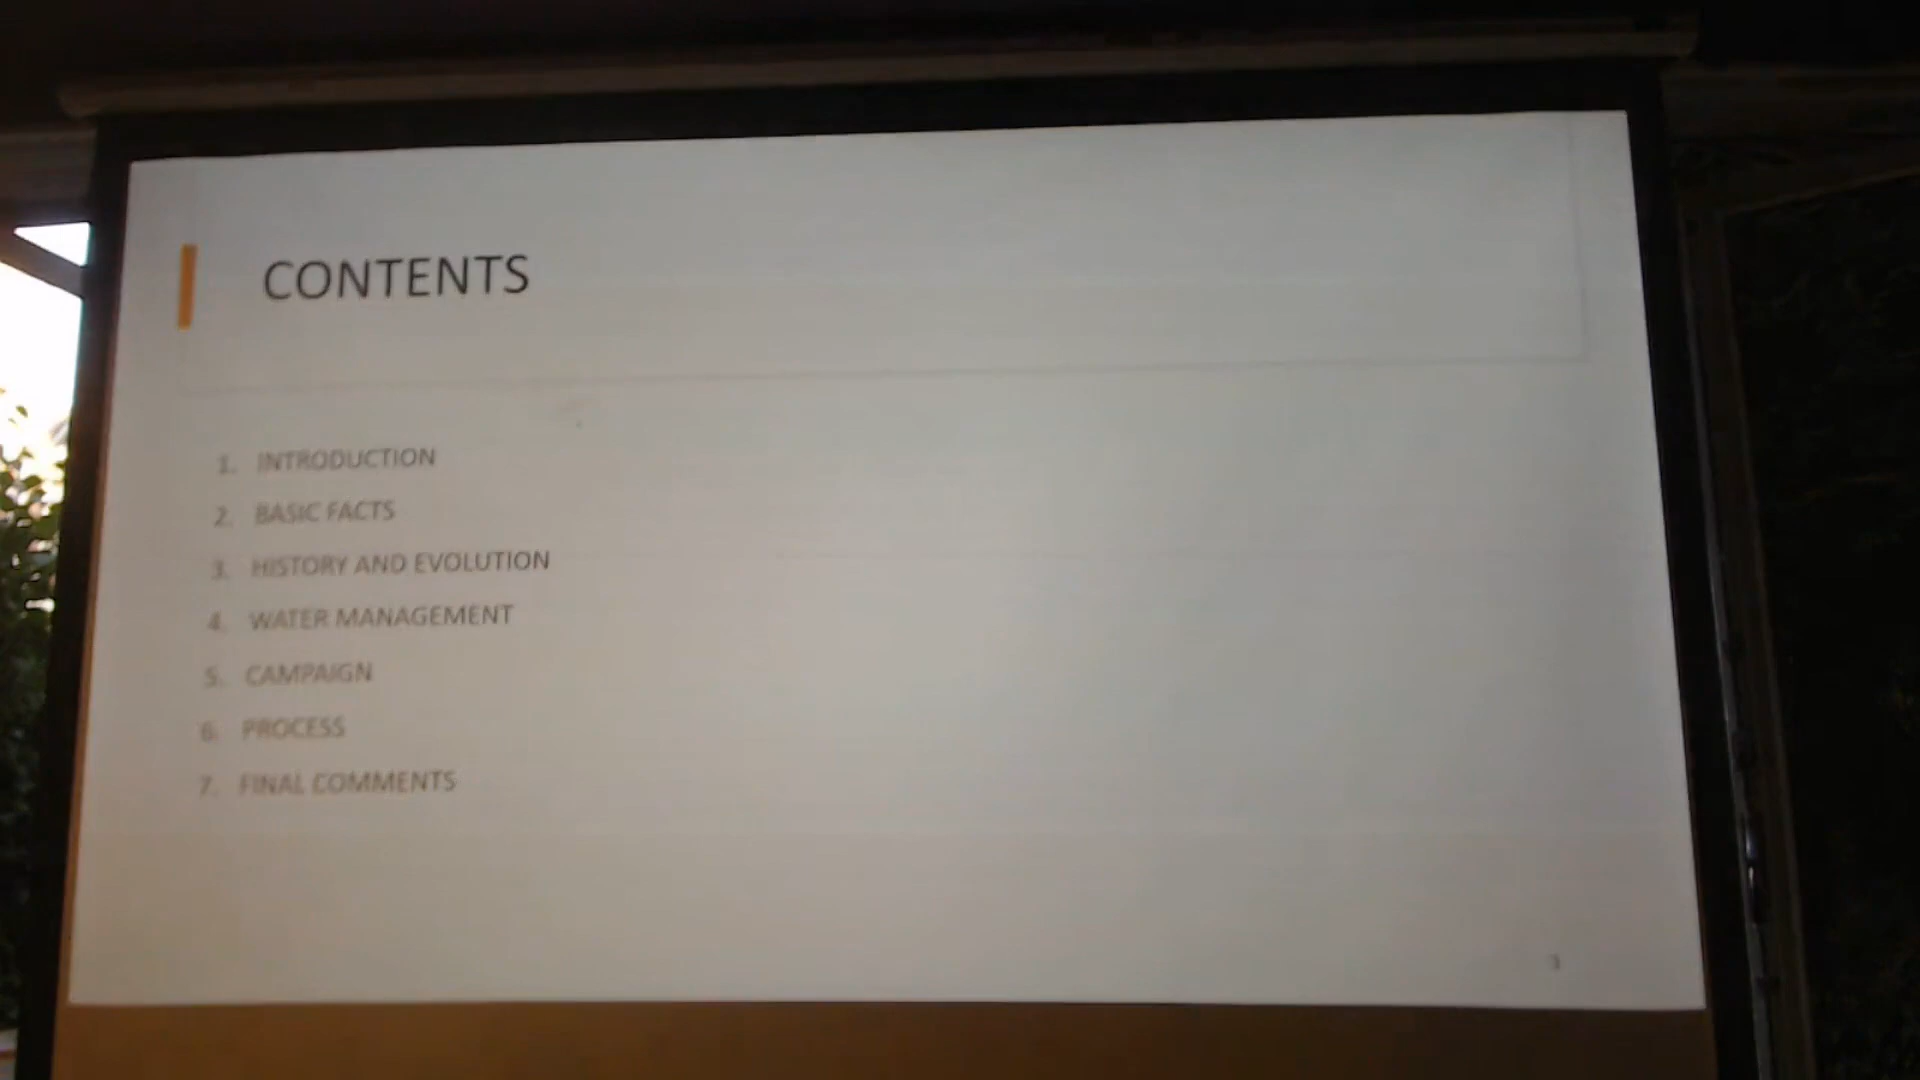 CONTENTS
1. INTRODUCTION
2. BASIC FACTS
3. HISTORY AND EVOLUTION
4. WATER MANAGEMENT
5. CAMPAIGN
6. PROCESS
7. FINAL COMMENTS